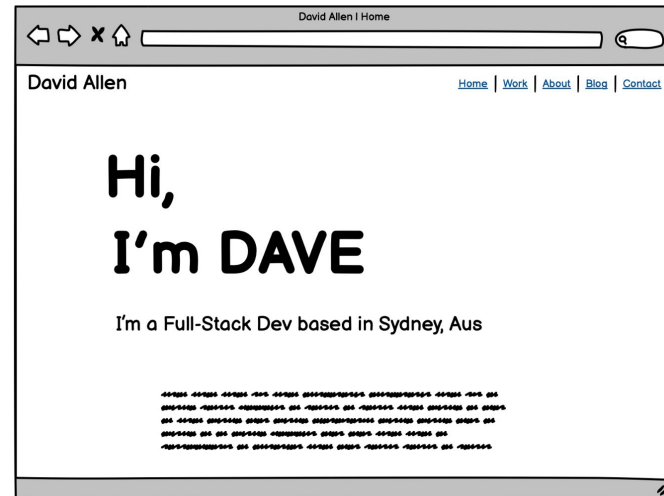 David Allen | Home
David Allen
Home | Work | About | Blog | Contact
Hi,
I'm DAVE
I'm a Full-Stack Dev based in Sydney, Aus